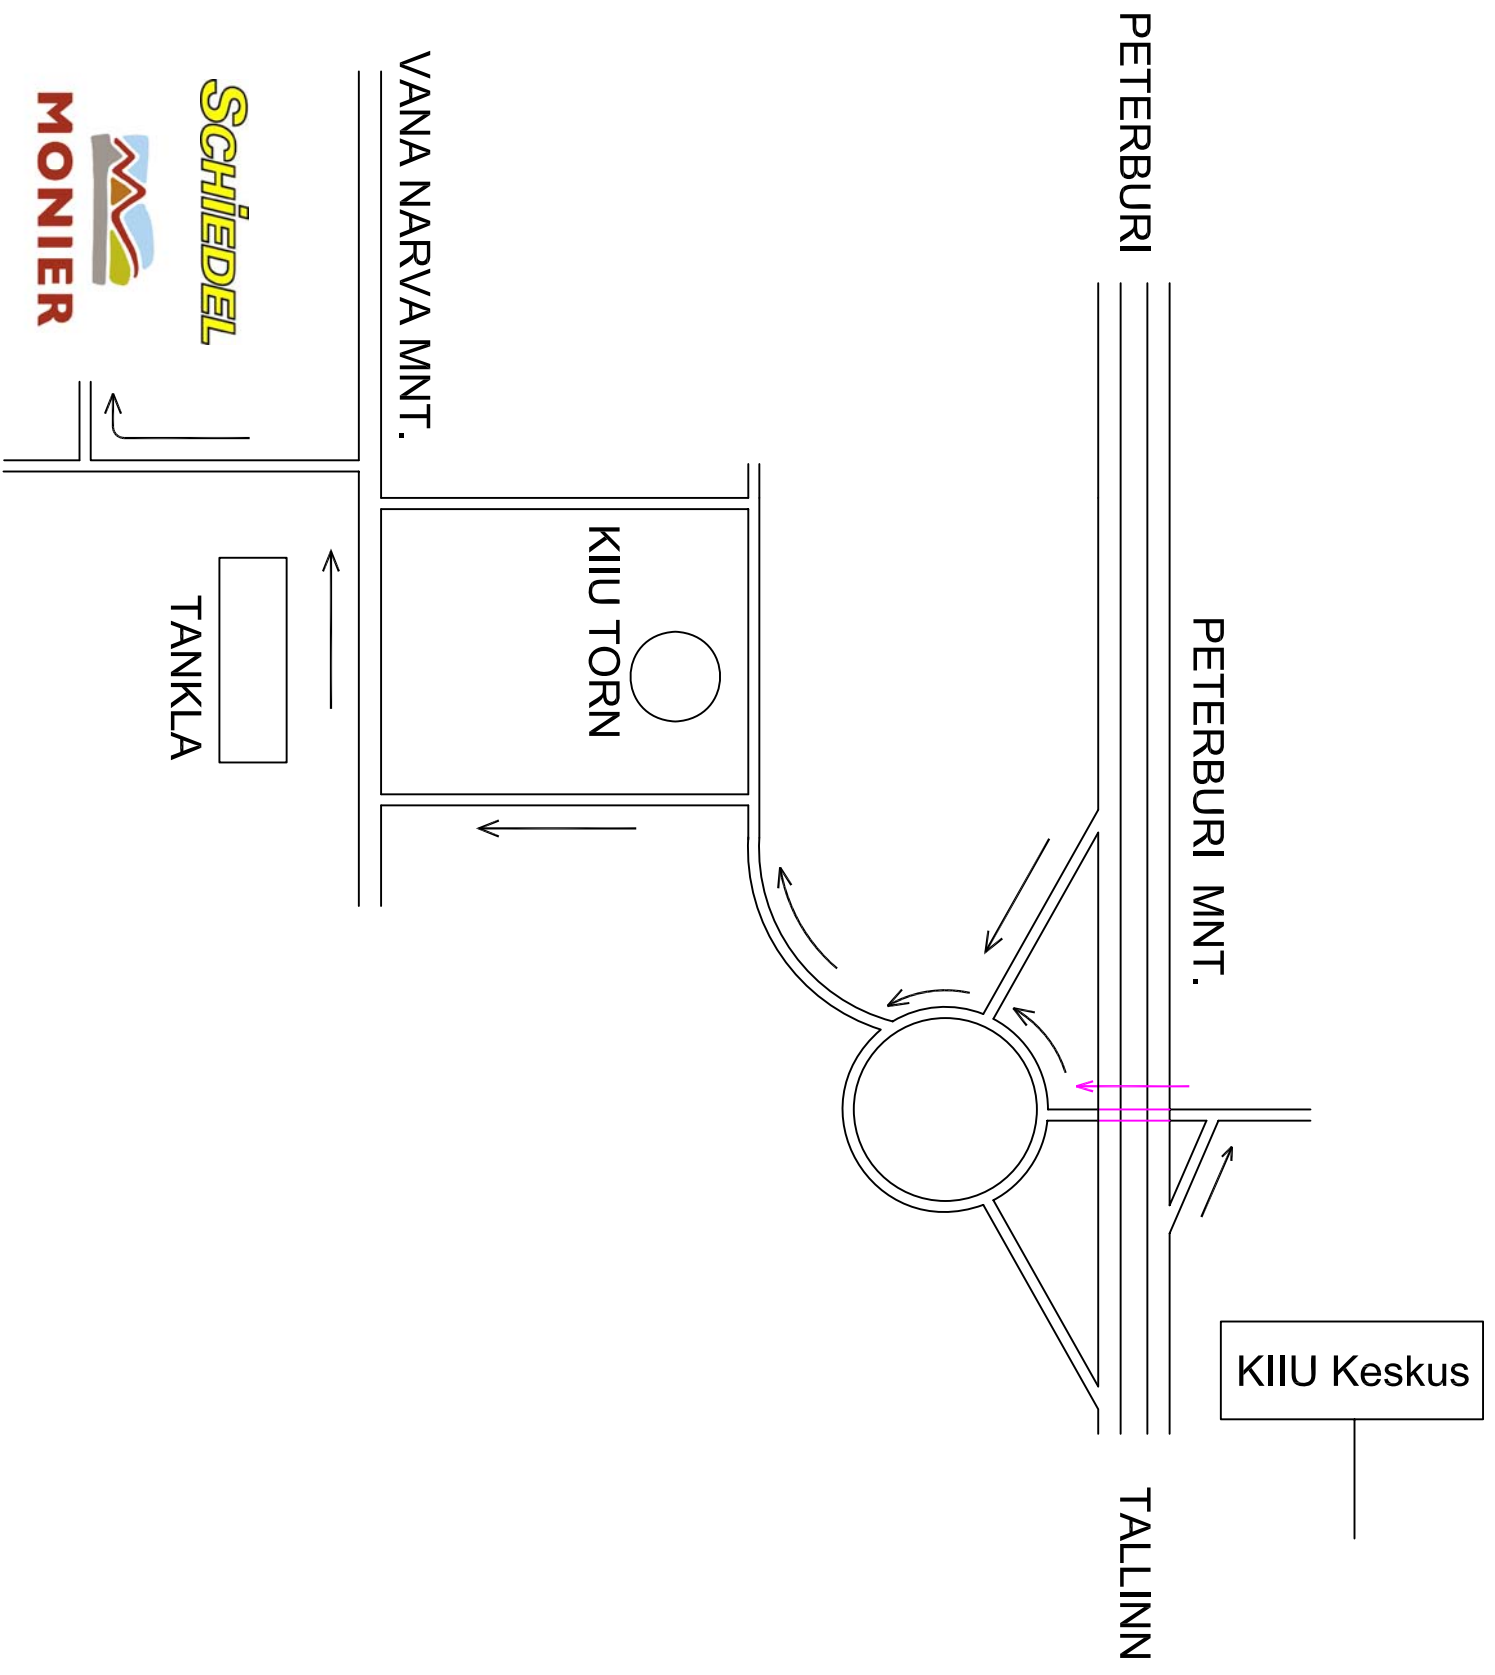 PETERBURI
TALLINN
PETERBURI MNT.
KIIU Keskus
KIIU TORN
VANA NARVA MNT.
TANKLA
SCHiEDEL
MONIER